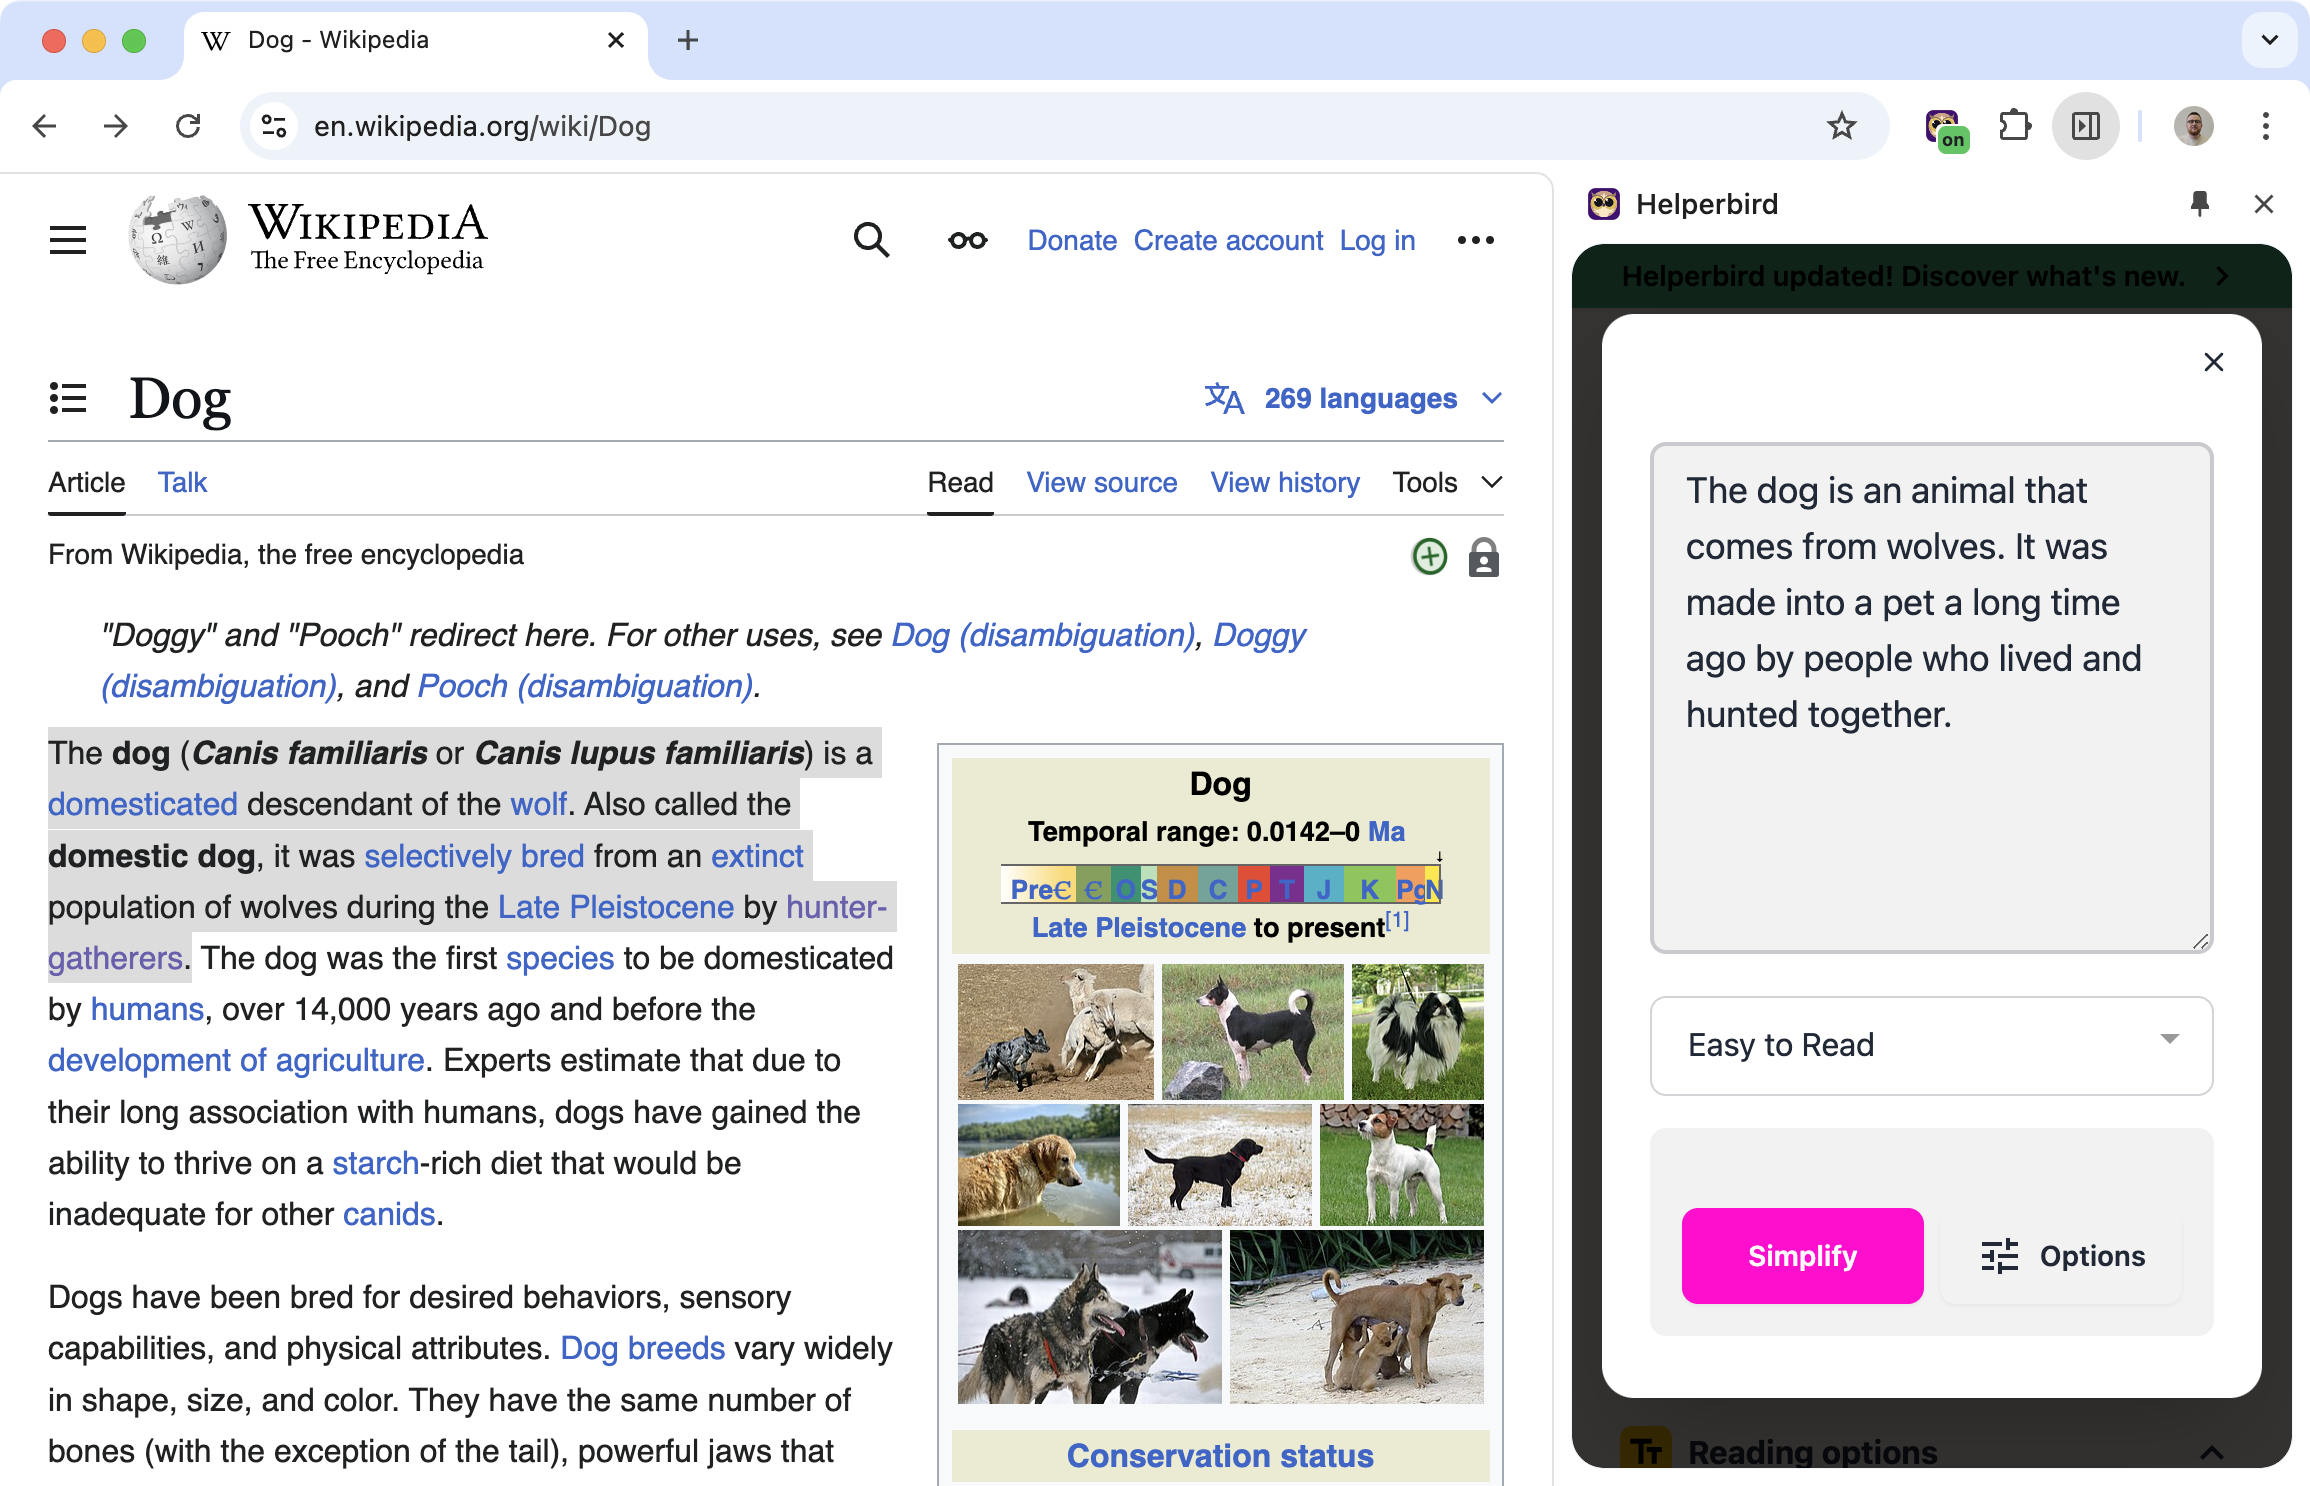 Dog - Wikipedia
en.wikipedia.org/wiki/Dog
on
WIKIPEDIA
The Free Encyclopedia
Donate Create account Log in
Dog
269 languages
Article Talk
Read View source View history Tools
From Wikipedia, the free encyclopedia
"Doggy" and "Pooch" redirect here. For other uses, see Dog (disambiguation), Doggy
(disambiguation), and Pooch (disambiguation).
The dog (Canis familiaris or Canis lupus familiaris) is a
domesticated descendant of the wolf. Also called the
domestic dog, it was selectively bred from an extinct
population of wolves during the Late Pleistocene by hunter-
gatherers. The dog was the first species to be domesticated
by humans, over 14,000 years ago and before the
development of agriculture. Experts estimate that due to
their long association with humans, dogs have gained the
ability to thrive on a starch-rich diet that would be
inadequate for other canids.
Dogs have been bred for desired behaviors, sensory
capabilities, and physical attributes. Dog breeds vary widely
in shape, size, and color. They have the same number of
bones (with the exception of the tail), powerful jaws that
Dog
Temporal range: 0.0142–0 Ma
↓
PreЄ Є O S D C P T J K Pg N
Late Pleistocene to present[1]
Conservation status
Helperbird
Helperbird updated! Discover what's new.
The dog is an animal that
comes from wolves. It was
made into a pet a long time
ago by people who lived and
hunted together.
Easy to Read
Simplify
Options
Reading options